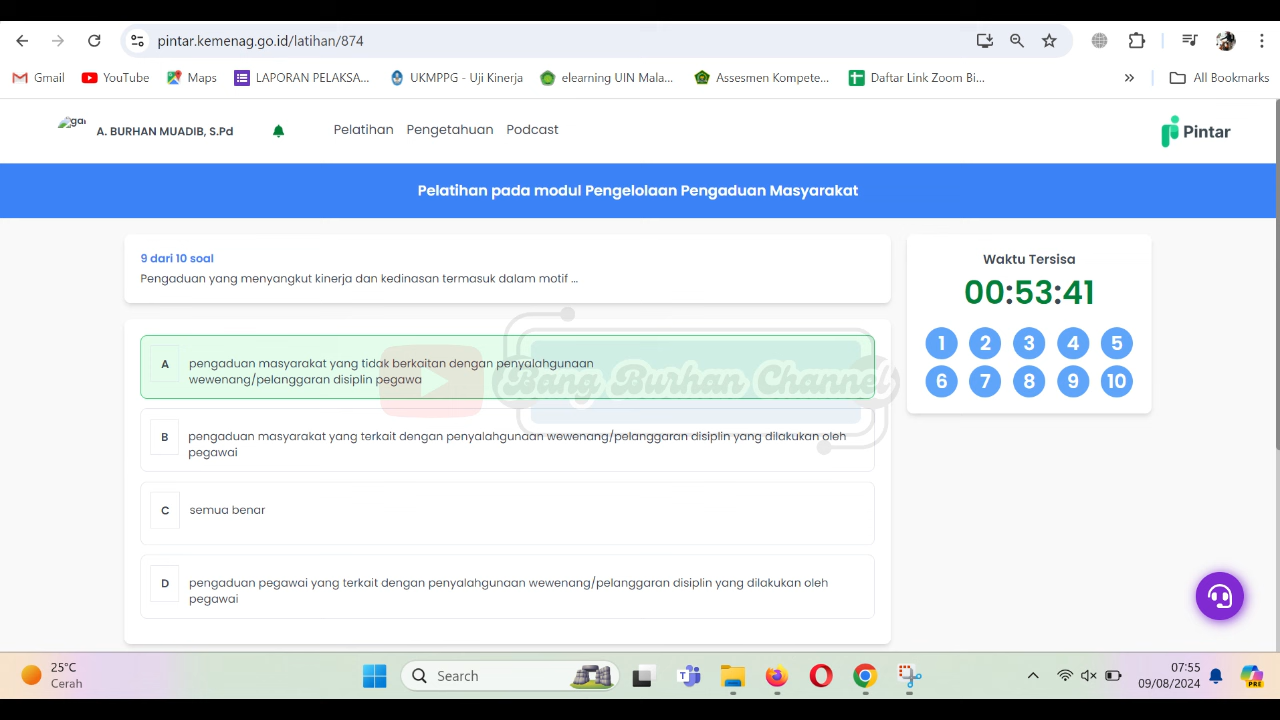 pintar.kemenag.go.id/latihan/874
Gmail YouTube Maps LAPORAN PELAKSA... UKMPPG - Uji Kinerja elearning UIN Mala... Assesmen Kompete... Daftar Link Zoom Bi... » All Bookmarks
gar A. BURHAN MUADIB, S.Pd Pelatihan Pengetahuan Podcast Pintar
Pelatihan pada modul Pengelolaan Pengaduan Masyarakat
9 dari 10 soal
Pengaduan yang menyangkut kinerja dan kedinasan termasuk dalam motif ...
A pengaduan masyarakat yang tidak berkaitan dengan penyalahgunaan
wewenang/pelanggaran disiplin pegawa
B pengaduan masyarakat yang terkait dengan penyalahgunaan wewenang/pelanggaran disiplin yang dilakukan oleh
pegawai
C semua benar
D pengaduan pegawai yang terkait dengan penyalahgunaan wewenang/pelanggaran disiplin yang dilakukan oleh
pegawai
Bang Burhan Channel
Waktu Tersisa
00:53:41
1 2 3 4 5
6 7 8 9 10
25°C
Cerah
Search
07:55
09/08/2024
PRE